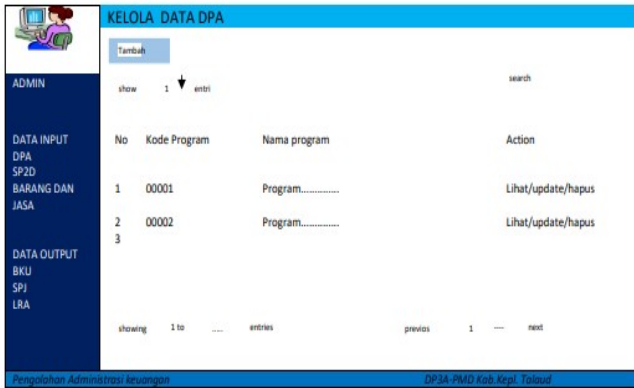 KELOLA DATA DPA
Tambah
ADMIN
show 1 entri
search
DATA INPUT
DPA
SP2D
BARANG DAN
JASA
DATA OUTPUT
BKU
SPJ
LRA
No Kode Program Nama program Action
1 00001 Program............... Lihat/update/hapus
2 00002 Program............... Lihat/update/hapus
3
showing 1 to ..... entries previos 1 ---- next
Pengolahan Administrasi keuangan DP3A-PMD Kab.Kepl. Talaud